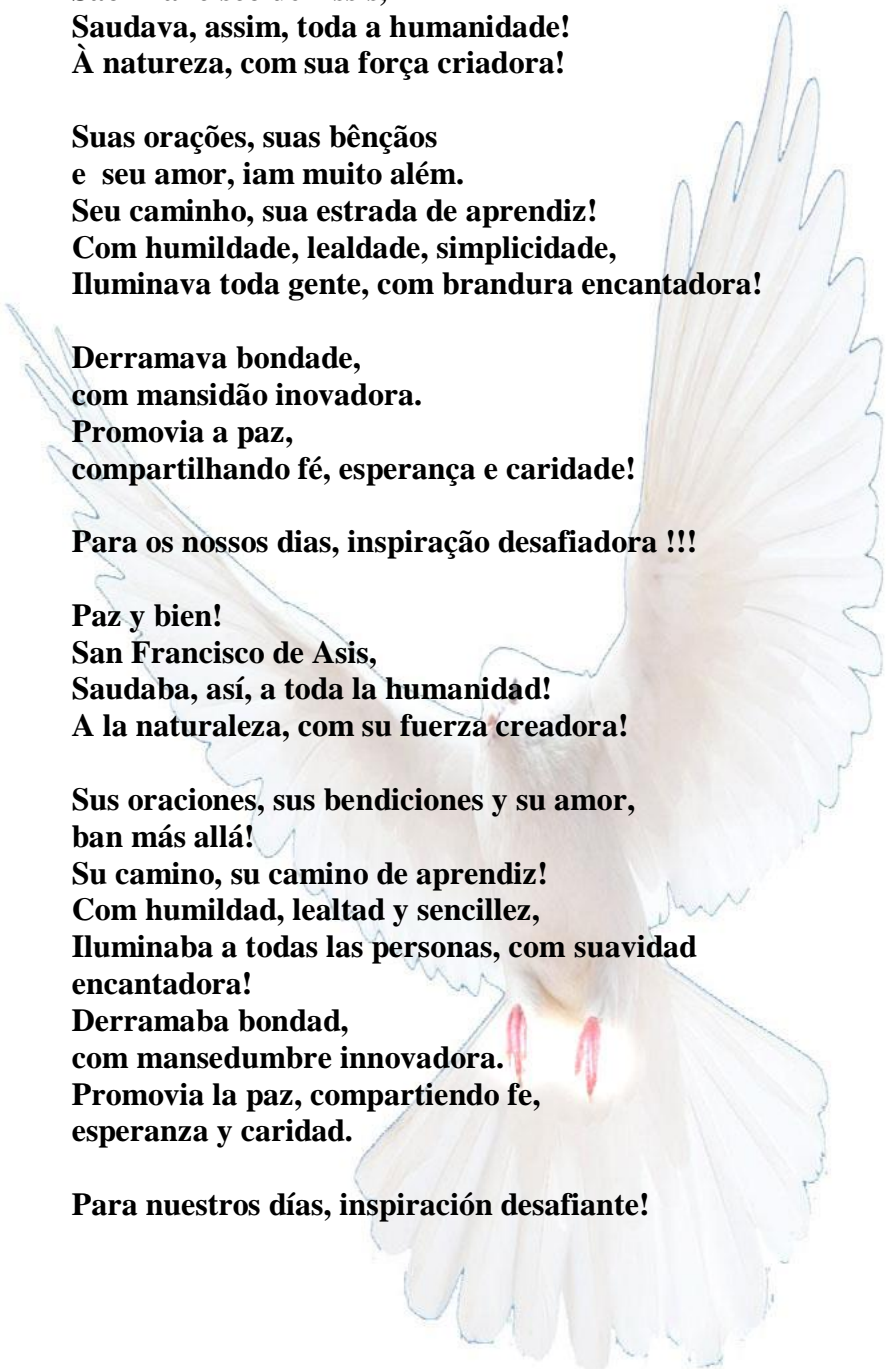 Saudava, assim, toda a humanidade!
À natureza, com sua força criadora!
Suas orações, suas bênçãos
e seu amor, iam muito além.
Seu caminho, sua estrada de aprendiz!
Com humildade, lealdade, simplicidade,
Iluminava toda gente, com brandura encantadora!
Derramava bondade,
com mansidão inovadora.
Promovia a paz,
compartilhando fé, esperança e caridade!
Para os nossos dias, inspiração desafiadora !!!
Paz y bien!
San Francisco de Asis,
Saudaba, así, a toda la humanidad!
A la naturaleza, com su fuerza creadora!
Sus oraciones, sus bendiciones y su amor,
ban más allá!
Su camino, su camino de aprendiz!
Com humildad, lealtad y sencillez,
Iluminaba a todas las personas, com suavidad
encantadora!
Derramaba bondad,
com mansedumbre innovadora.
Promovia la paz, compartiendo fe,
esperanza y caridad.
Para nuestros días, inspiración desafiante!